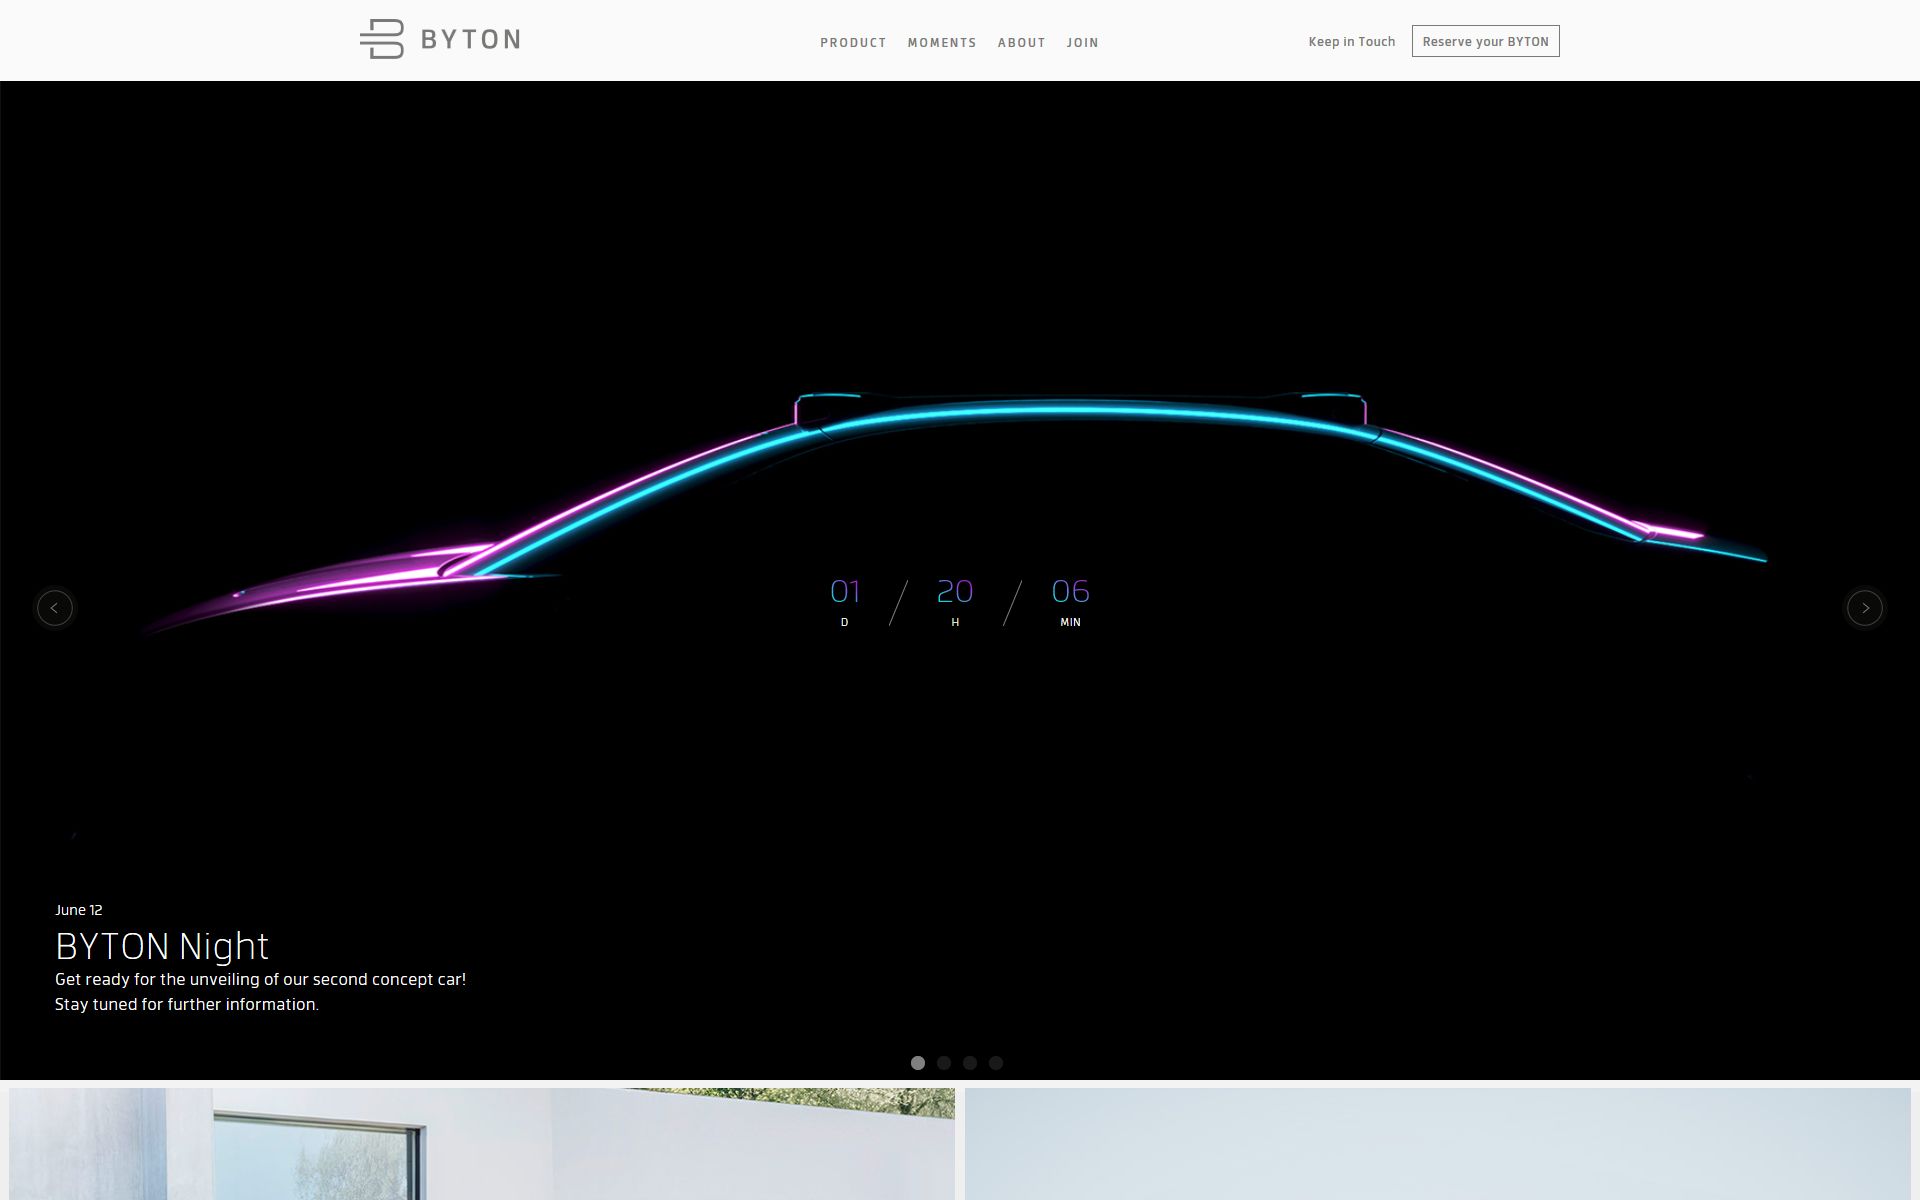 BYTON
PRODUCT MOMENTS ABOUT JOIN
Keep in Touch
Reserve your BYTON
01 20 06
D H MIN
June 12
BYTON Night
Get ready for the unveiling of our second concept car!
Stay tuned for further information.